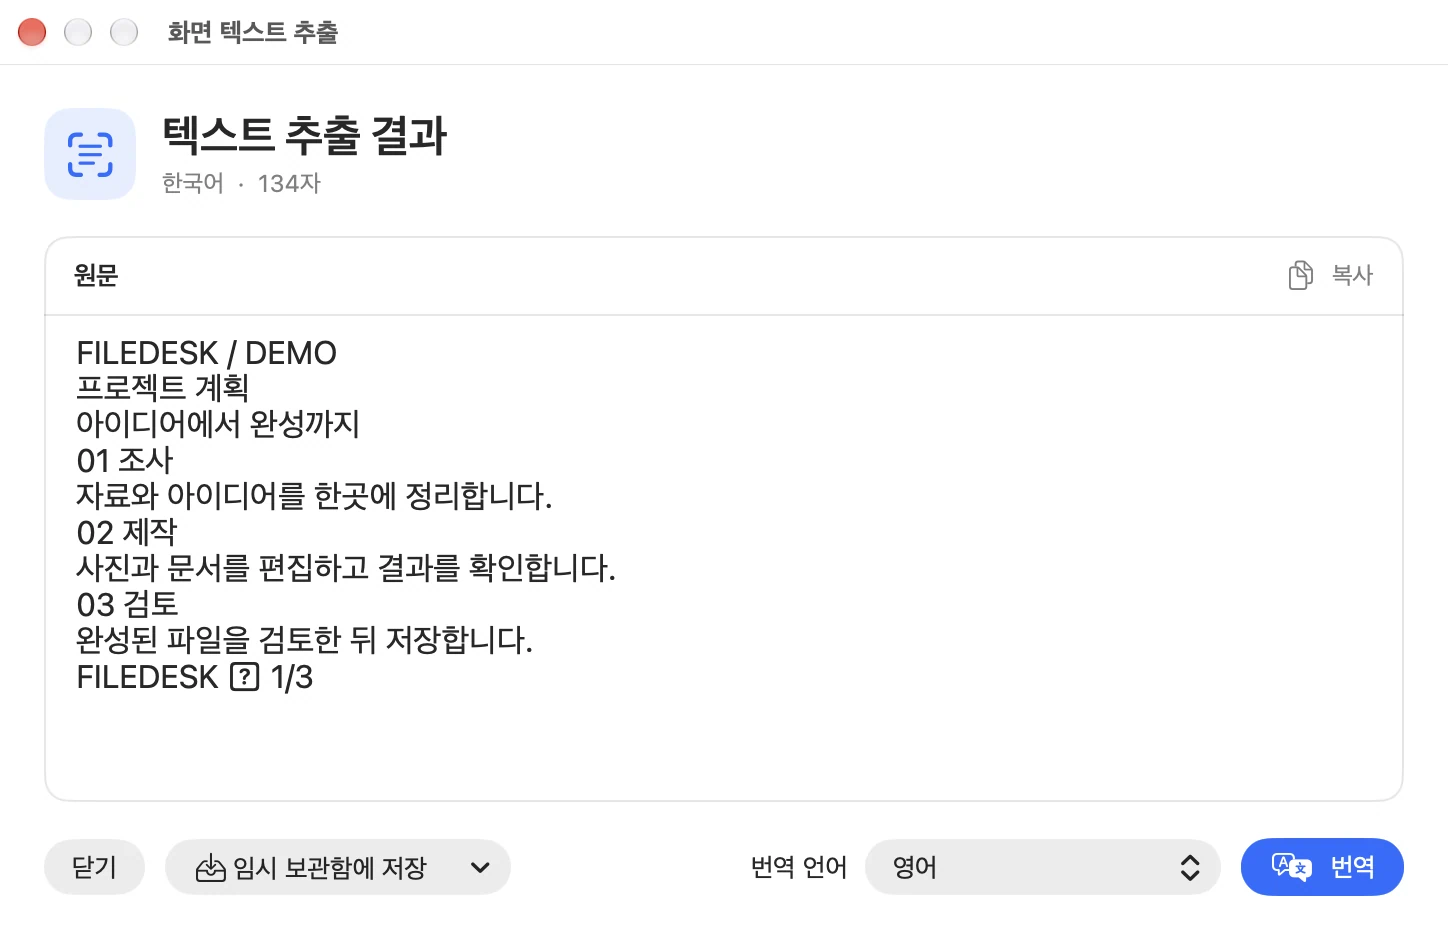 화면 텍스트 추출
텍스트 추출 결과
한국어 · 134자
원문
복사
FILEDESK / DEMO
프로젝트 계획
아이디어에서 완성까지
01 조사
자료와 아이디어를 한곳에 정리합니다.
02 제작
사진과 문서를 편집하고 결과를 확인합니다.
03 검토
완성된 파일을 검토한 뒤 저장합니다.
FILEDESK ⍰ 1/3
닫기
임시 보관함에 저장
번역 언어
영어
번역